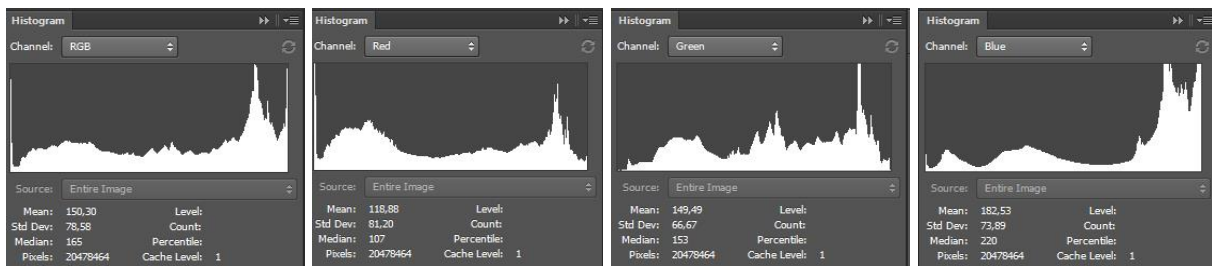 Histogram
Channel: RGB
Source: Entire Image
Mean: 150,30 Level:
Std Dev: 78,58 Count:
Median: 165 Percentile:
Pixels: 20478464 Cache Level: 1
Histogram
Channel: Red
Source: Entire Image
Mean: 118,88 Level:
Std Dev: 81,20 Count:
Median: 107 Percentile:
Pixels: 20478464 Cache Level: 1
Histogram
Channel: Green
Source: Entire Image
Mean: 149,49 Level:
Std Dev: 66,67 Count:
Median: 153 Percentile:
Pixels: 20478464 Cache Level: 1
Histogram
Channel: Blue
Source: Entire Image
Mean: 182,53 Level:
Std Dev: 73,89 Count:
Median: 220 Percentile:
Pixels: 20478464 Cache Level: 1